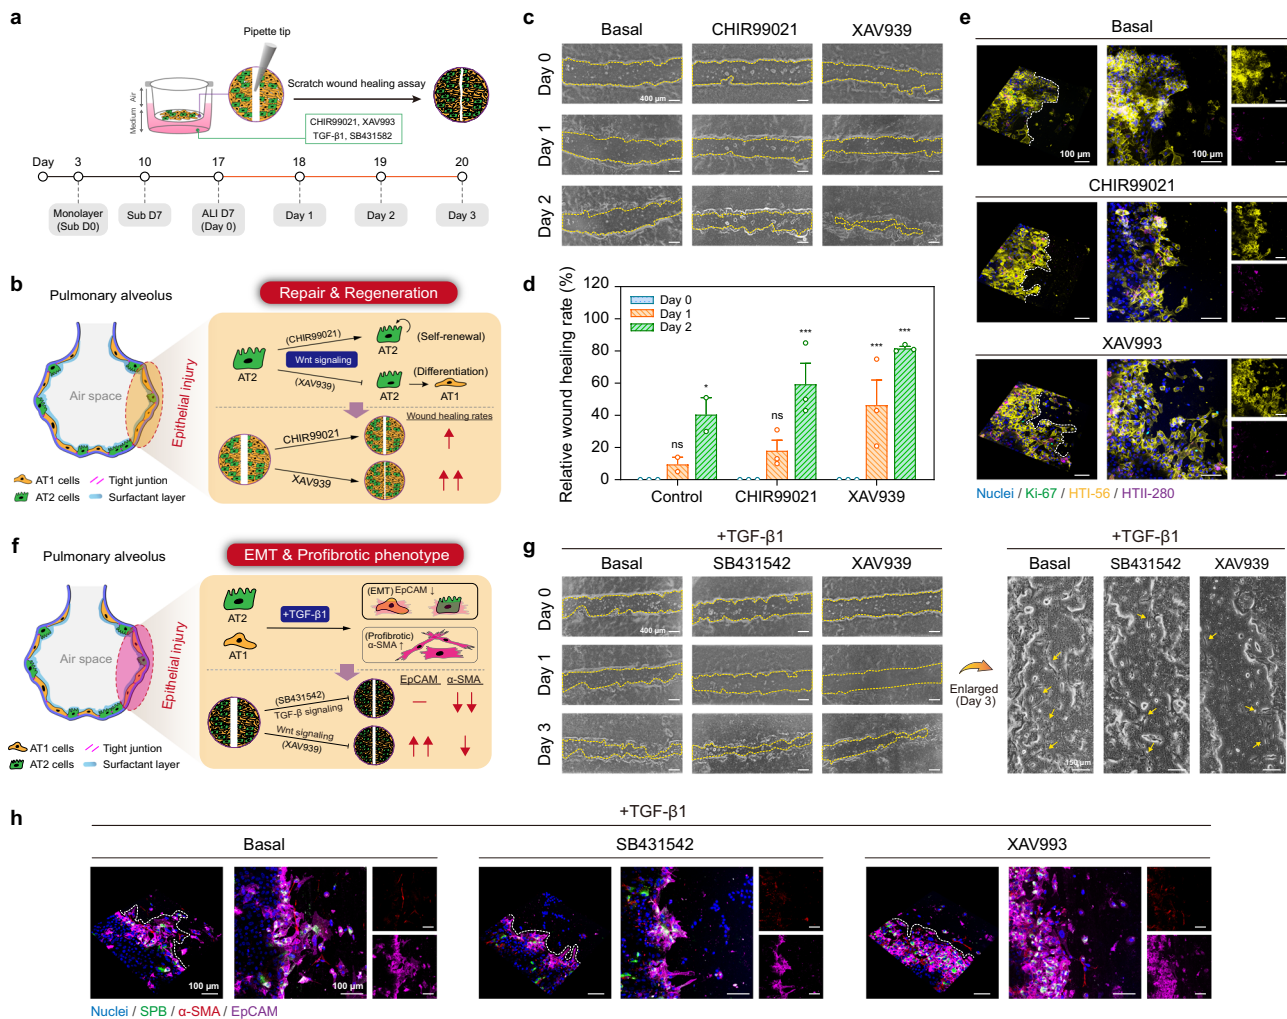 a
Pipette tip
Scratch wound healing assay
Air
Medium
CHIR99021, XAV993
TGF-β1, SB431582
Day 3 10 17 18 19 20
Monolayer
(Sub D0)
Sub D7
ALI D7
(Day 0)
Day 1
Day 2
Day 3
b
Pulmonary alveolus
Repair & Regeneration
Air space
Epithelial injury
AT1 cells
Tight juntion
AT2 cells
Surfactant layer
(CHIR99021)
(Self-renewal)
AT2
AT2
Wnt signaling
(XAV939)
(Differentiation)
AT2
AT1
Wound healing rates
CHIR99021
XAV939
c
Basal CHIR99021 XAV939
Day 0
400 μm
Day 1
Day 2
d
Relative wound healing rate (%)
120
100
80
60
40
20
0
Day 0
Day 1
Day 2
ns * ns *** *** ***
Control CHIR99021 XAV939
e
Basal
100 μm 100 μm
CHIR99021
XAV993
Nuclei / Ki-67 / HTI-56 / HTII-280
f
Pulmonary alveolus
EMT & Profibrotic phenotype
Air space
Epithelial injury
AT1 cells
Tight juntion
AT2 cells
Surfactant layer
AT2
+TGF-β1
AT1
(EMT) EpCAM ↓
(Profibrotic)
α-SMA ↑
EpCAM α-SMA
(SB431542)
TGF-β signaling
Wnt signaling
(XAV939)
g
+TGF-β1
Basal SB431542 XAV939
Day 0
400 μm
Day 1
Day 3
Enlarged
(Day 3)
+TGF-β1
Basal SB431542 XAV939
150 μm
h
+TGF-β1
Basal SB431542 XAV993
100 μm 100 μm
Nuclei / SPB / α-SMA / EpCAM